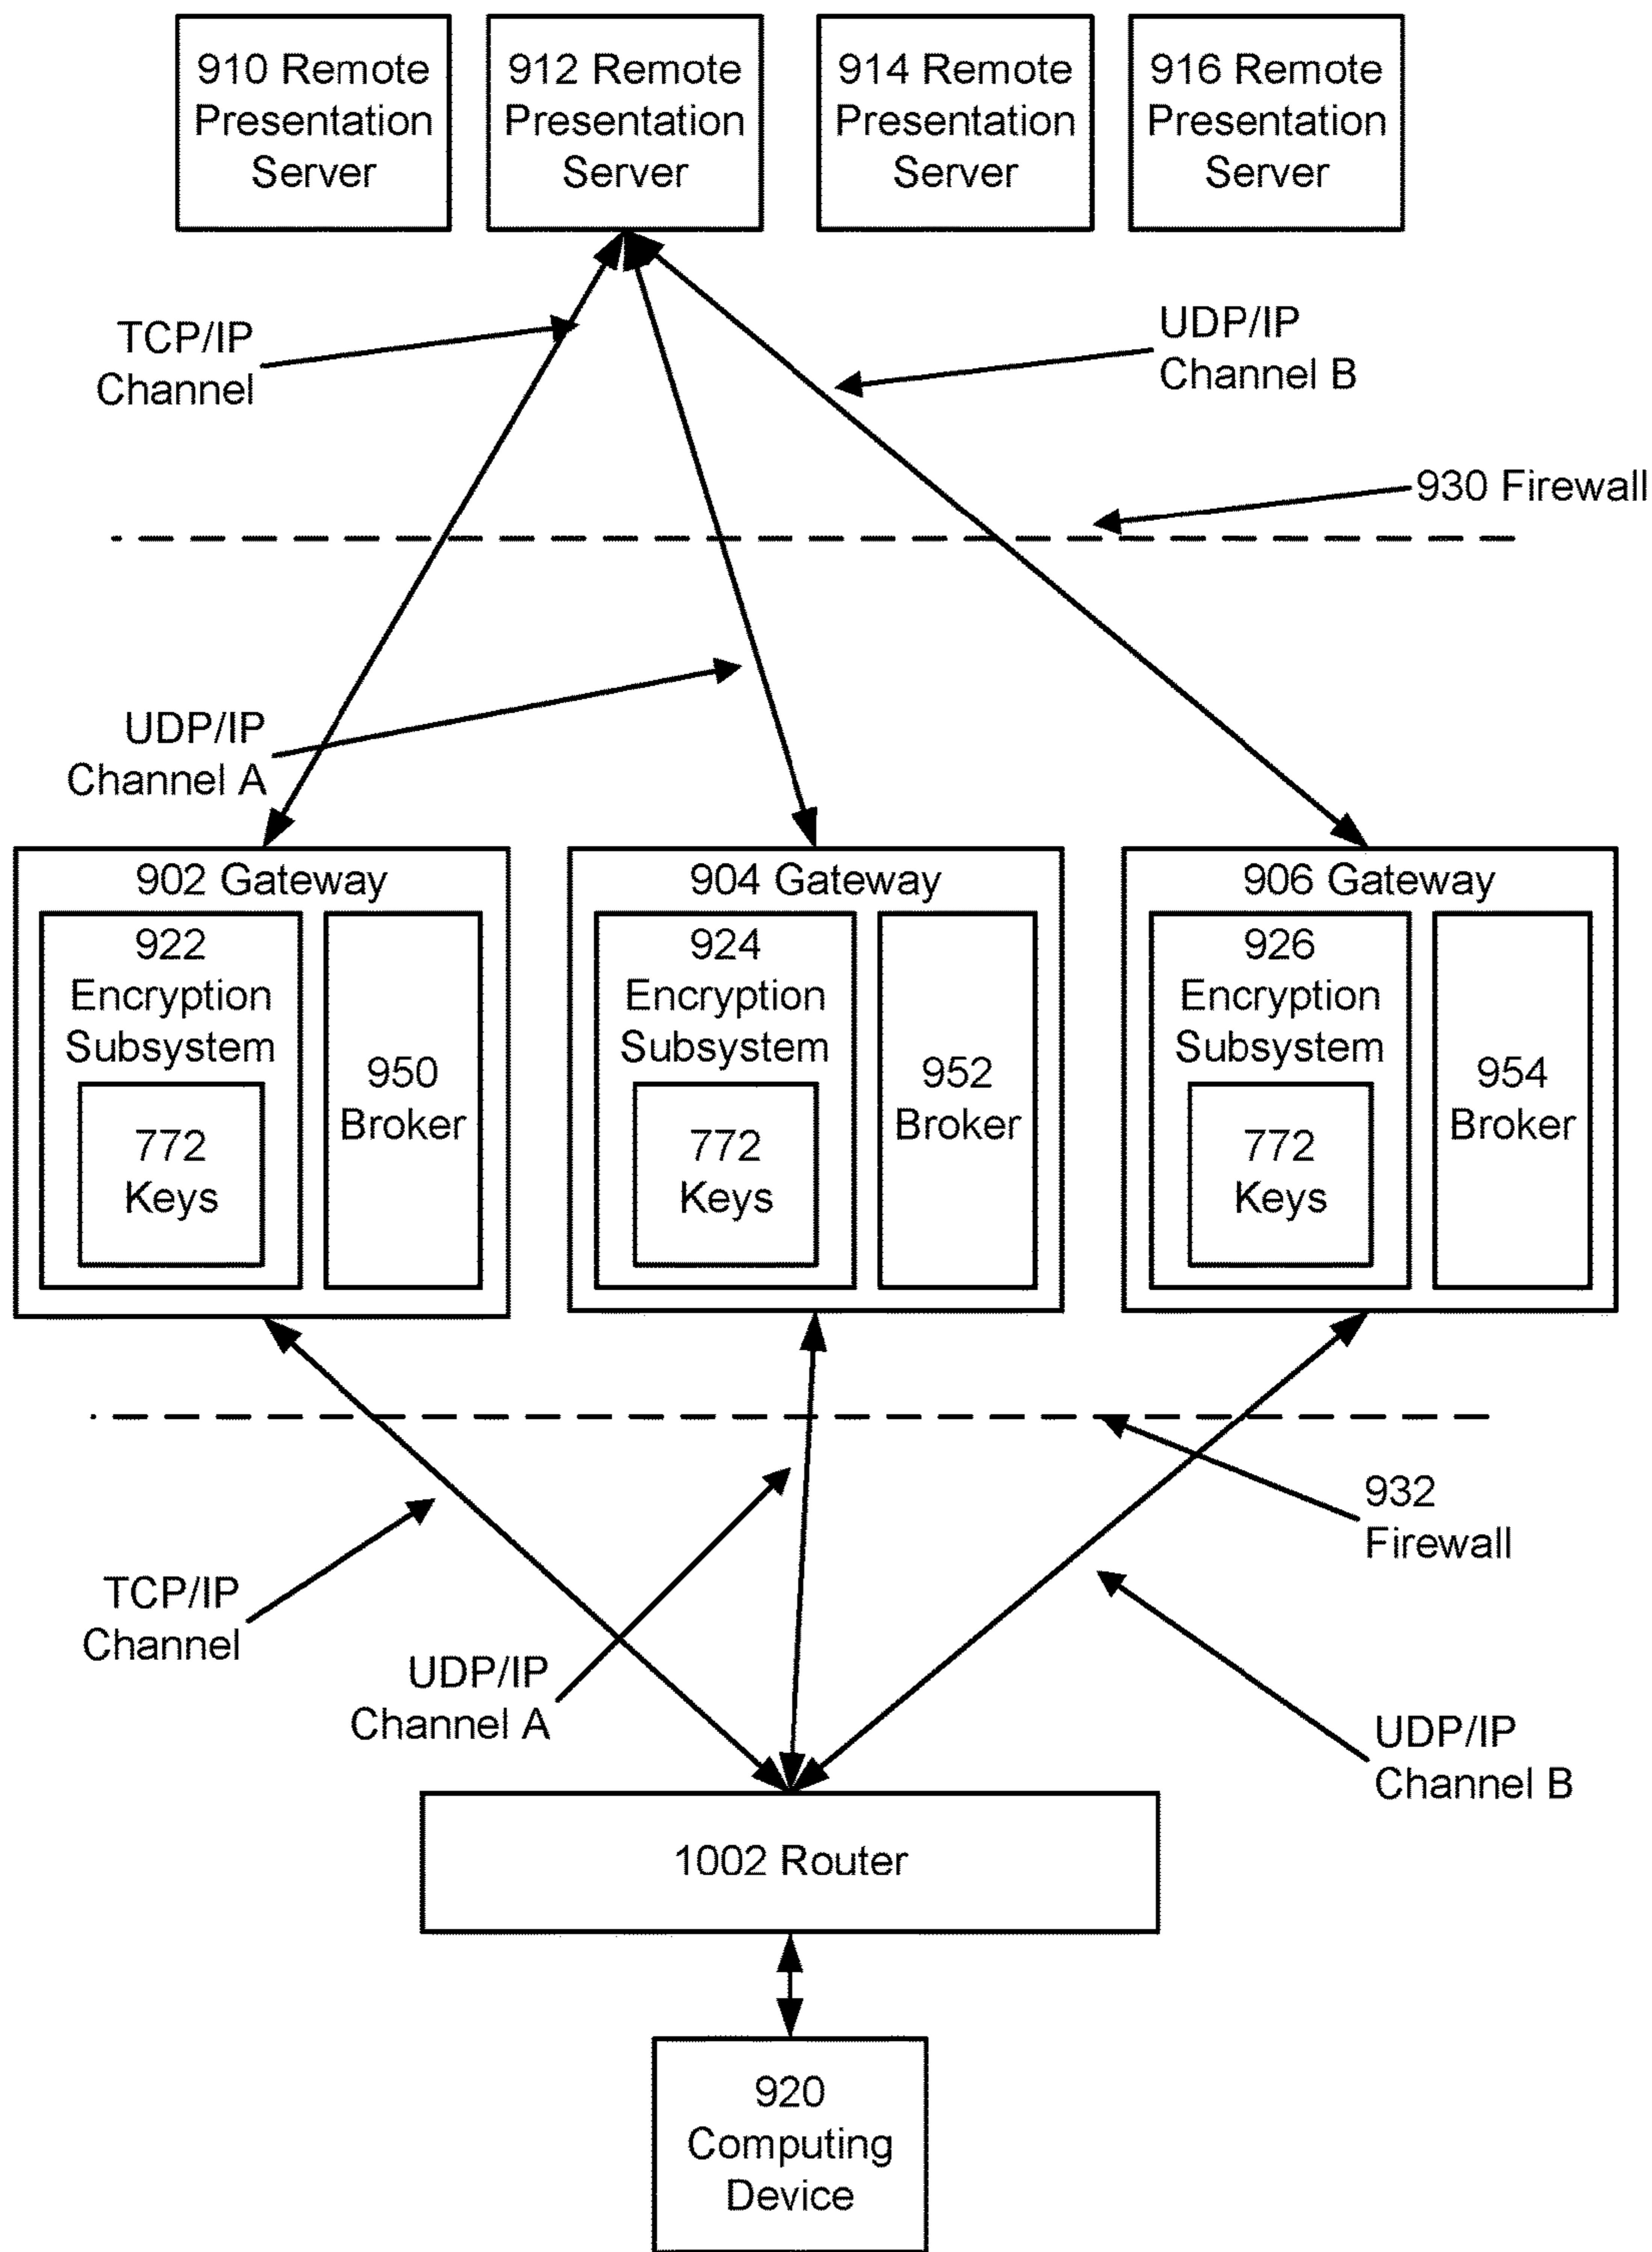 910 Remote
Presentation
Server
912 Remote
Presentation
Server
914 Remote
Presentation
Server
916 Remote
Presentation
Server
TCP/IP
Channel
UDP/IP
Channel B
930 Firewall
UDP/IP
Channel A
902 Gateway
922
Encryption
Subsystem
772
Keys
950
Broker
904 Gateway
924
Encryption
Subsystem
772
Keys
952
Broker
906 Gateway
926
Encryption
Subsystem
772
Keys
954
Broker
932
Firewall
TCP/IP
Channel
UDP/IP
Channel A
UDP/IP
Channel B
1002 Router
920
Computing
Device